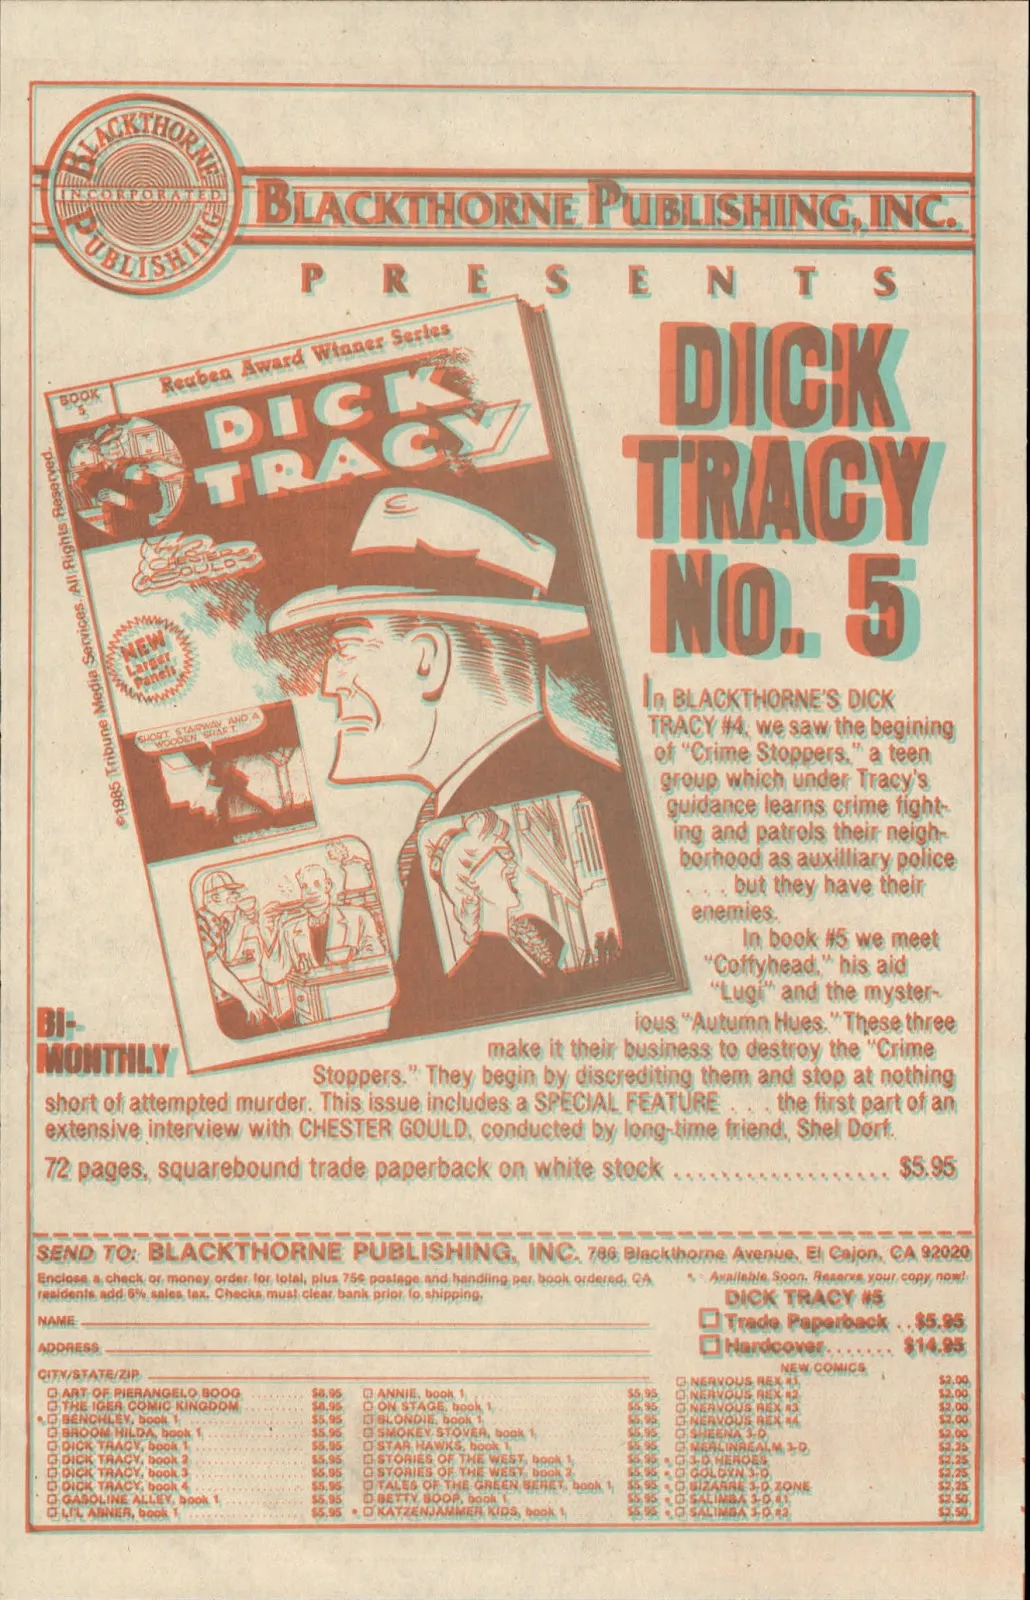 BLACKTHORNE
INCORPORATED
PUBLISHING
BLACKTHORNE PUBLISHING, INC.
PRESENTS
Reuben Award Winner Series
BOOK
5
DICK
TRACY
CHESTER
GOULD
NEW
Larger
Panels
SHORT STAIRWAY AND A
WOODEN SHAFT
©1985 Tribune Media Services. All Rights Reserved.
DICK
TRACY
No. 5
In BLACKTHORNE'S DICK
TRACY #4, we saw the begining
of "Crime Stoppers," a teen
group which under Tracy's
guidance learns crime fight-
ing and patrols their neigh-
borhood as auxilliary police
. . . but they have their
enemies.
In book #5 we meet
"Coffyhead," his aid
"Lugi" and the myster-
ious "Autumn Hues." These three
make it their business to destroy the "Crime
Stoppers." They begin by discrediting them and stop at nothing
short of attempted murder. This issue includes a SPECIAL FEATURE . . . the first part of an
extensive interview with CHESTER GOULD, conducted by long-time friend, Shel Dorf.
BI-
MONTHLY
72 pages, squarebound trade paperback on white stock .................. $5.95
SEND TO: BLACKTHORNE PUBLISHING, INC. 786 Blackthorne Avenue, El Cajon, CA 92020
Enclose a check or money order for total, plus 75¢ postage and handling per book ordered, CA
residents add 6% sales tax. Checks must clear bank prior to shipping.
* - Available Soon. Reserve your copy now!
NAME
ADDRESS
CITY/STATE/ZIP
DICK TRACY #5
Trade Paperback . . $5.95
Hardcover....... $14.95
ART OF PIERANGELO BOOG ........ $8.95
THE IGER COMIC KINGDOM ........ $8.95
* BENCHLEY, book 1 ........ $5.95
BROOM HILDA, book 1 ........ $5.95
DICK TRACY, book 1 ........ $5.95
DICK TRACY, book 2 ........ $5.95
DICK TRACY, book 3 ........ $5.95
DICK TRACY, book 4 ........ $5.95
GASOLINE ALLEY, book 1 ........ $5.95
LI'L ABNER, book 1 ........ $5.95
ANNIE, book 1 ........ $5.95
ON STAGE, book 1 ........ $5.95
BLONDIE, book 1 ........ $5.95
SMOKEY STOVER, book 1 ........ $5.95
STAR HAWKS, book 1 ........ $5.95
STORIES OF THE WEST, book 1 ........ $5.95
STORIES OF THE WEST, book 2 ........ $5.95
TALES OF THE GREEN BERET, book 1 $5.95
BETTY BOOP, book 1 ........ $5.95
* KATZENJAMMER KIDS, book 1 ........ $5.95
NEW COMICS
NERVOUS REX #1 $2.00
NERVOUS REX #2 $2.00
NERVOUS REX #3 $2.00
NERVOUS REX #4 $2.00
SHEENA 3-D $2.00
MERLINREALM 3-D $2.25
* 3-D HEROES $2.25
* GOLDYN 3-D $2.25
* BIZARRE 3-D ZONE $2.25
* SALIMBA 3-D #1 $2.50
* SALIMBA 3-D #2 $2.50